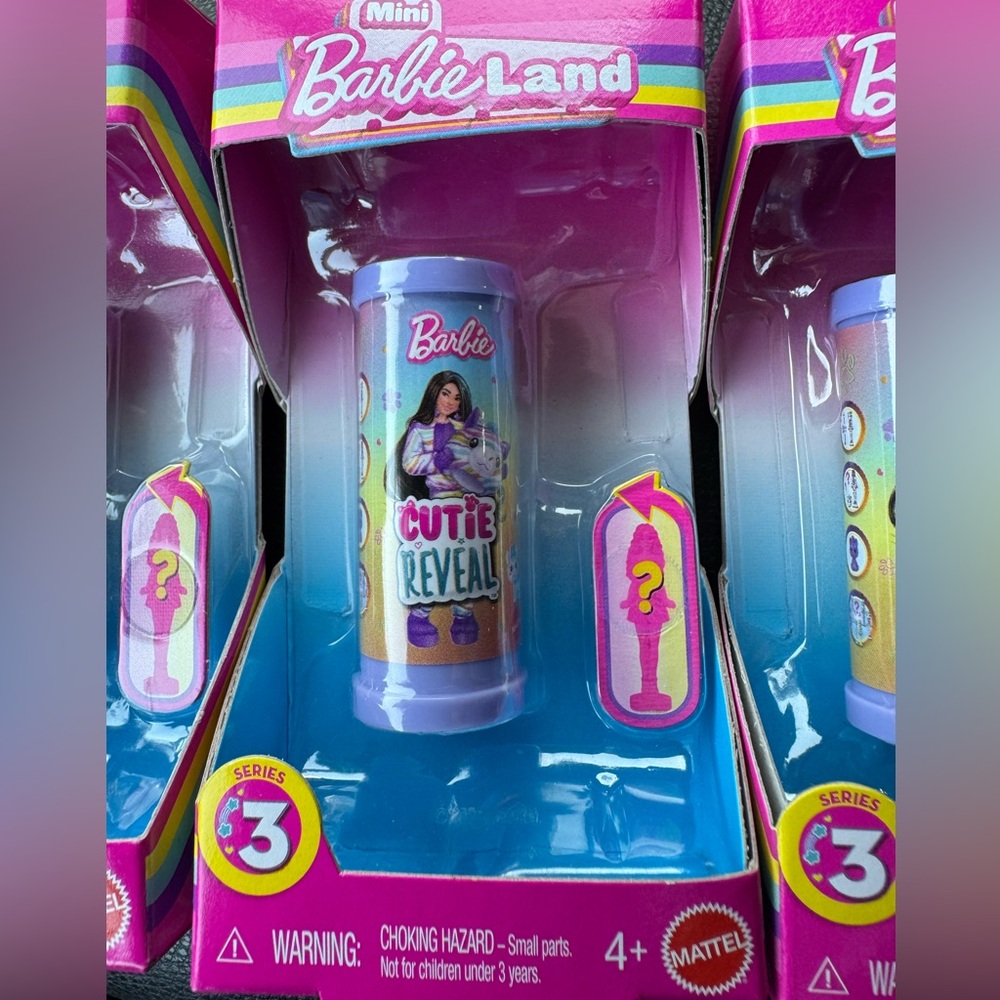 Mini
Barbie Land
Barbie
CUTIE
REVEAL
?
?
SERIES
3
SERIES
3
WARNING:
CHOKING HAZARD – Small parts.
Not for children under 3 years.
4+
MATTEL